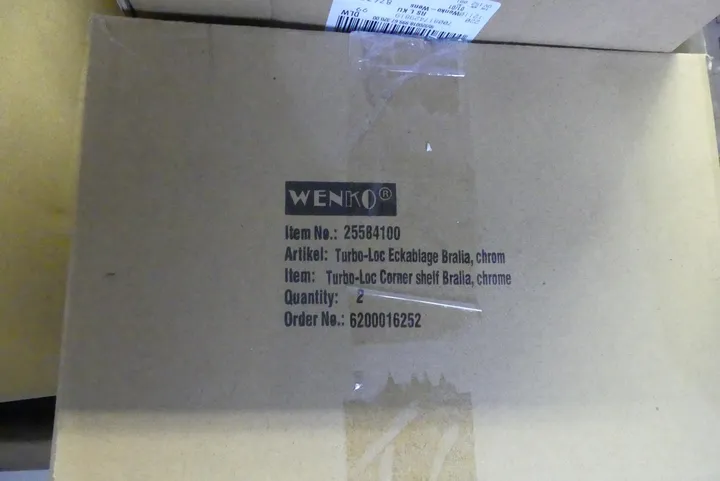 WENKO®
Item No.: 25584100
Artikel: Turbo-Loc Eckablage Bralia, chrom
Item: Turbo-Loc Corner shelf Bralia, chrome
Quantity: 2
Order No.: 6200016252